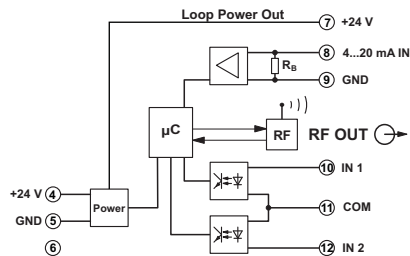 Loop Power Out
7 +24 V
8 4...20 mA IN
RB
9 GND
µC
RF
RF OUT
10 IN 1
+24 V 4
Power
11 COM
GND 5
6
12 IN 2